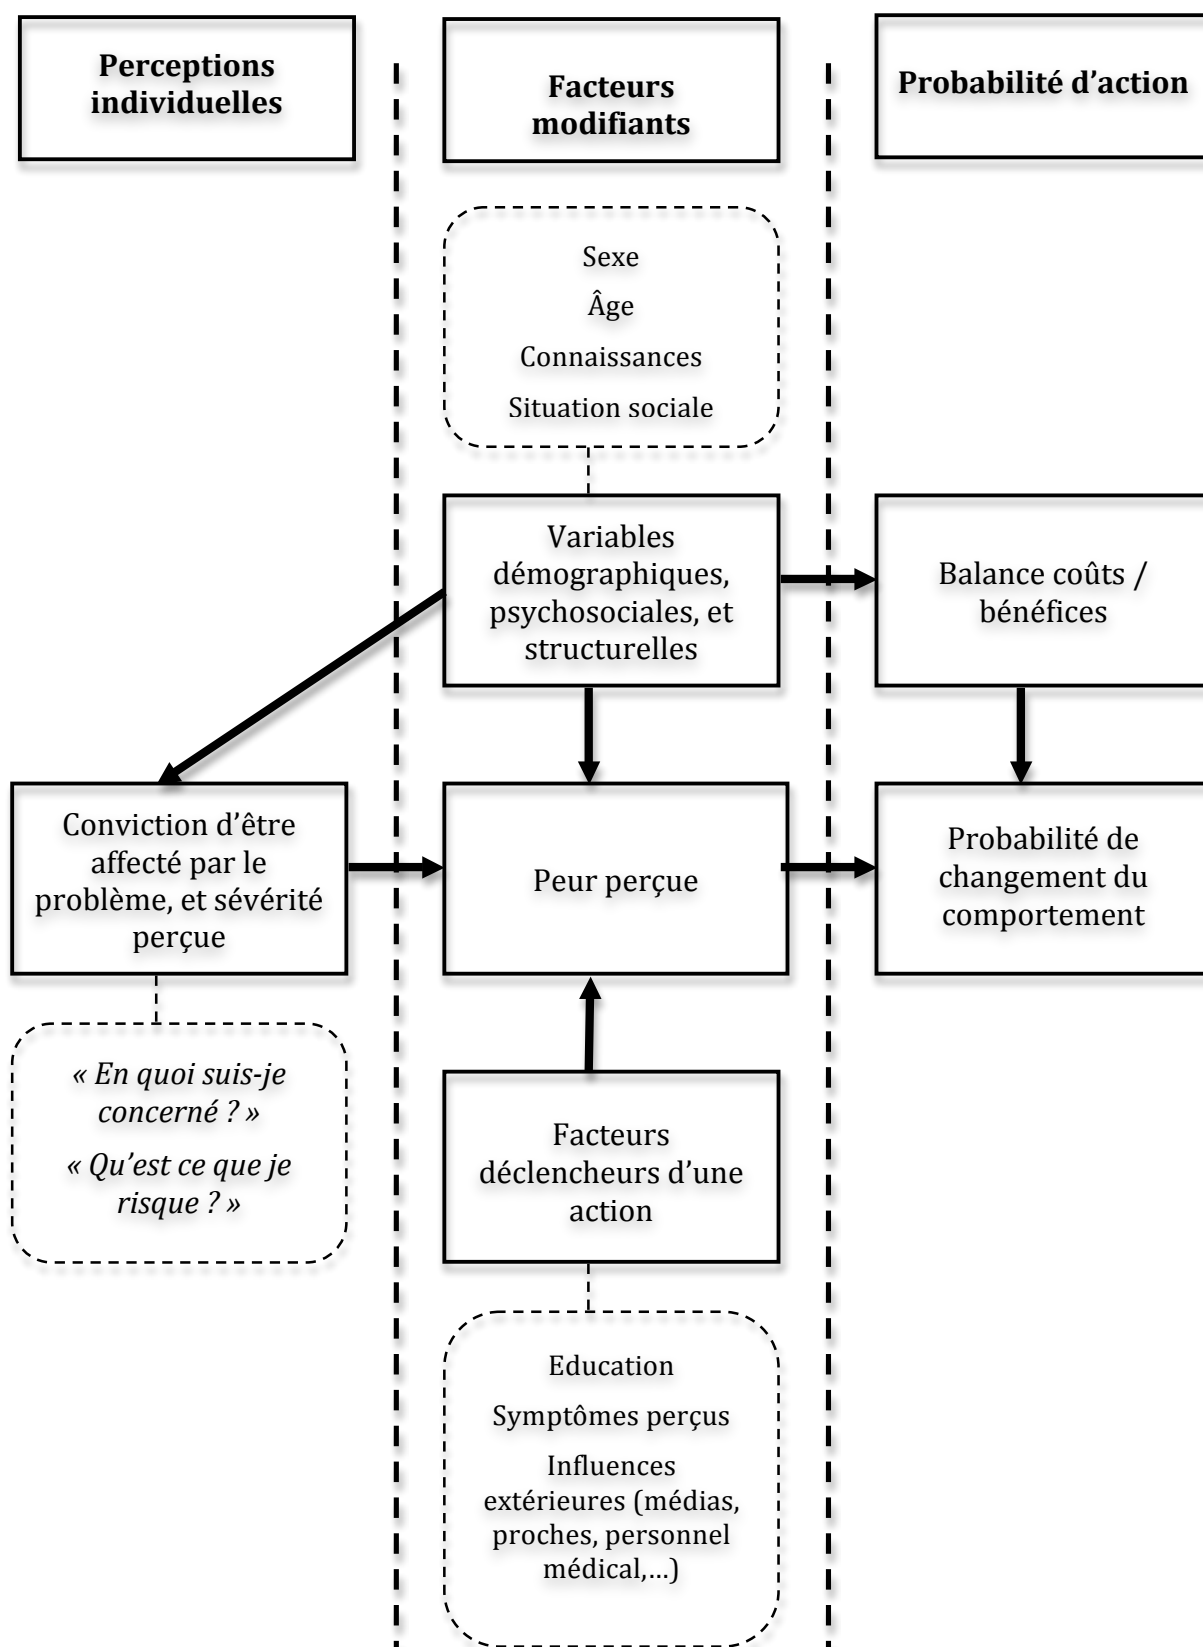 Perceptions
individuelles
Facteurs
modifiants
Probabilité d’action
Sexe
Âge
Connaissances
Situation sociale
Variables
démographiques,
psychosociales, et
structurelles
Balance coûts /
bénéfices
Conviction d’être
affecté par le
problème, et sévérité
perçue
Peur perçue
Probabilité de
changement du
comportement
« En quoi suis-je
concerné ? »
« Qu’est ce que je
risque ? »
Facteurs
déclencheurs d’une
action
Education
Symptômes perçus
Influences
extérieures (médias,
proches, personnel
médical,…)